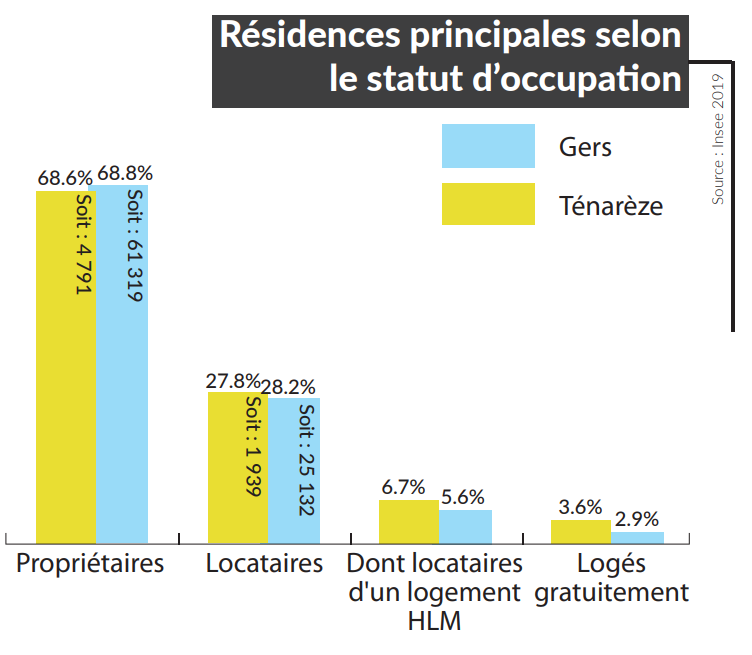 Résidences principales selon
le statut d’occupation
Source : Insee 2019
Gers
Ténarèze
68.6% 68.8%
Soit : 4 791
Soit : 61 319
27.8% 28.2%
Soit : 1 939
Soit : 25 132
6.7% 5.6%
3.6% 2.9%
Propriétaires
Locataires
Dont locataires
d'un logement
HLM
Logés
gratuitement